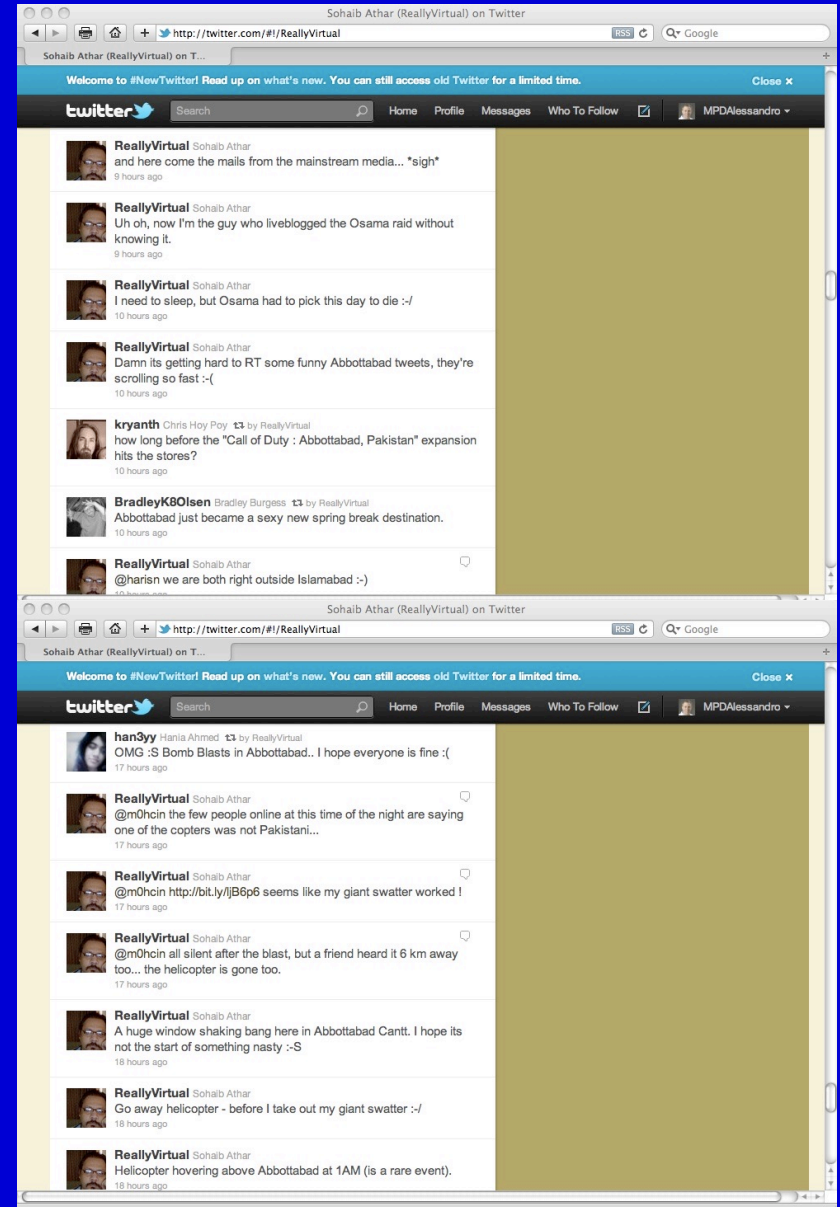 Sohaib Athar (ReallyVirtual) on Twitter
http://twitter.com/#!/ReallyVirtual
RSS
Google
Sohaib Athar (ReallyVirtual) on T...
Welcome to #NewTwitter! Read up on what's new. You can still access old Twitter for a limited time.
Close x
twitter
Search
Home Profile Messages Who To Follow
MPDAlessandro
ReallyVirtual Sohaib Athar
and here come the mails from the mainstream media... *sigh*
9 hours ago
ReallyVirtual Sohaib Athar
Uh oh, now I'm the guy who liveblogged the Osama raid without
knowing it.
9 hours ago
ReallyVirtual Sohaib Athar
I need to sleep, but Osama had to pick this day to die :-/
10 hours ago
ReallyVirtual Sohaib Athar
Damn its getting hard to RT some funny Abbottabad tweets, they're
scrolling so fast :-(
10 hours ago
kryanth Chris Hoy Poy by ReallyVirtual
how long before the "Call of Duty : Abbottabad, Pakistan" expansion
hits the stores?
10 hours ago
BradleyK8Olsen Bradley Burgess by ReallyVirtual
Abbottabad just became a sexy new spring break destination.
10 hours ago
ReallyVirtual Sohaib Athar
@harisn we are both right outside Islamabad :-)
10 hours ago
Sohaib Athar (ReallyVirtual) on Twitter
http://twitter.com/#!/ReallyVirtual
RSS
Google
Sohaib Athar (ReallyVirtual) on T...
Welcome to #NewTwitter! Read up on what's new. You can still access old Twitter for a limited time.
Close x
twitter
Search
Home Profile Messages Who To Follow
MPDAlessandro
han3yy Hania Ahmed by ReallyVirtual
OMG :S Bomb Blasts in Abbottabad.. I hope everyone is fine :(
17 hours ago
ReallyVirtual Sohaib Athar
@m0hcin the few people online at this time of the night are saying
one of the copters was not Pakistani...
17 hours ago
ReallyVirtual Sohaib Athar
@m0hcin http://bit.ly/ljB6p6 seems like my giant swatter worked !
17 hours ago
ReallyVirtual Sohaib Athar
@m0hcin all silent after the blast, but a friend heard it 6 km away
too... the helicopter is gone too.
17 hours ago
ReallyVirtual Sohaib Athar
A huge window shaking bang here in Abbottabad Cantt. I hope its
not the start of something nasty :-S
18 hours ago
ReallyVirtual Sohaib Athar
Go away helicopter - before I take out my giant swatter :-/
18 hours ago
ReallyVirtual Sohaib Athar
Helicopter hovering above Abbottabad at 1AM (is a rare event).
18 hours ago